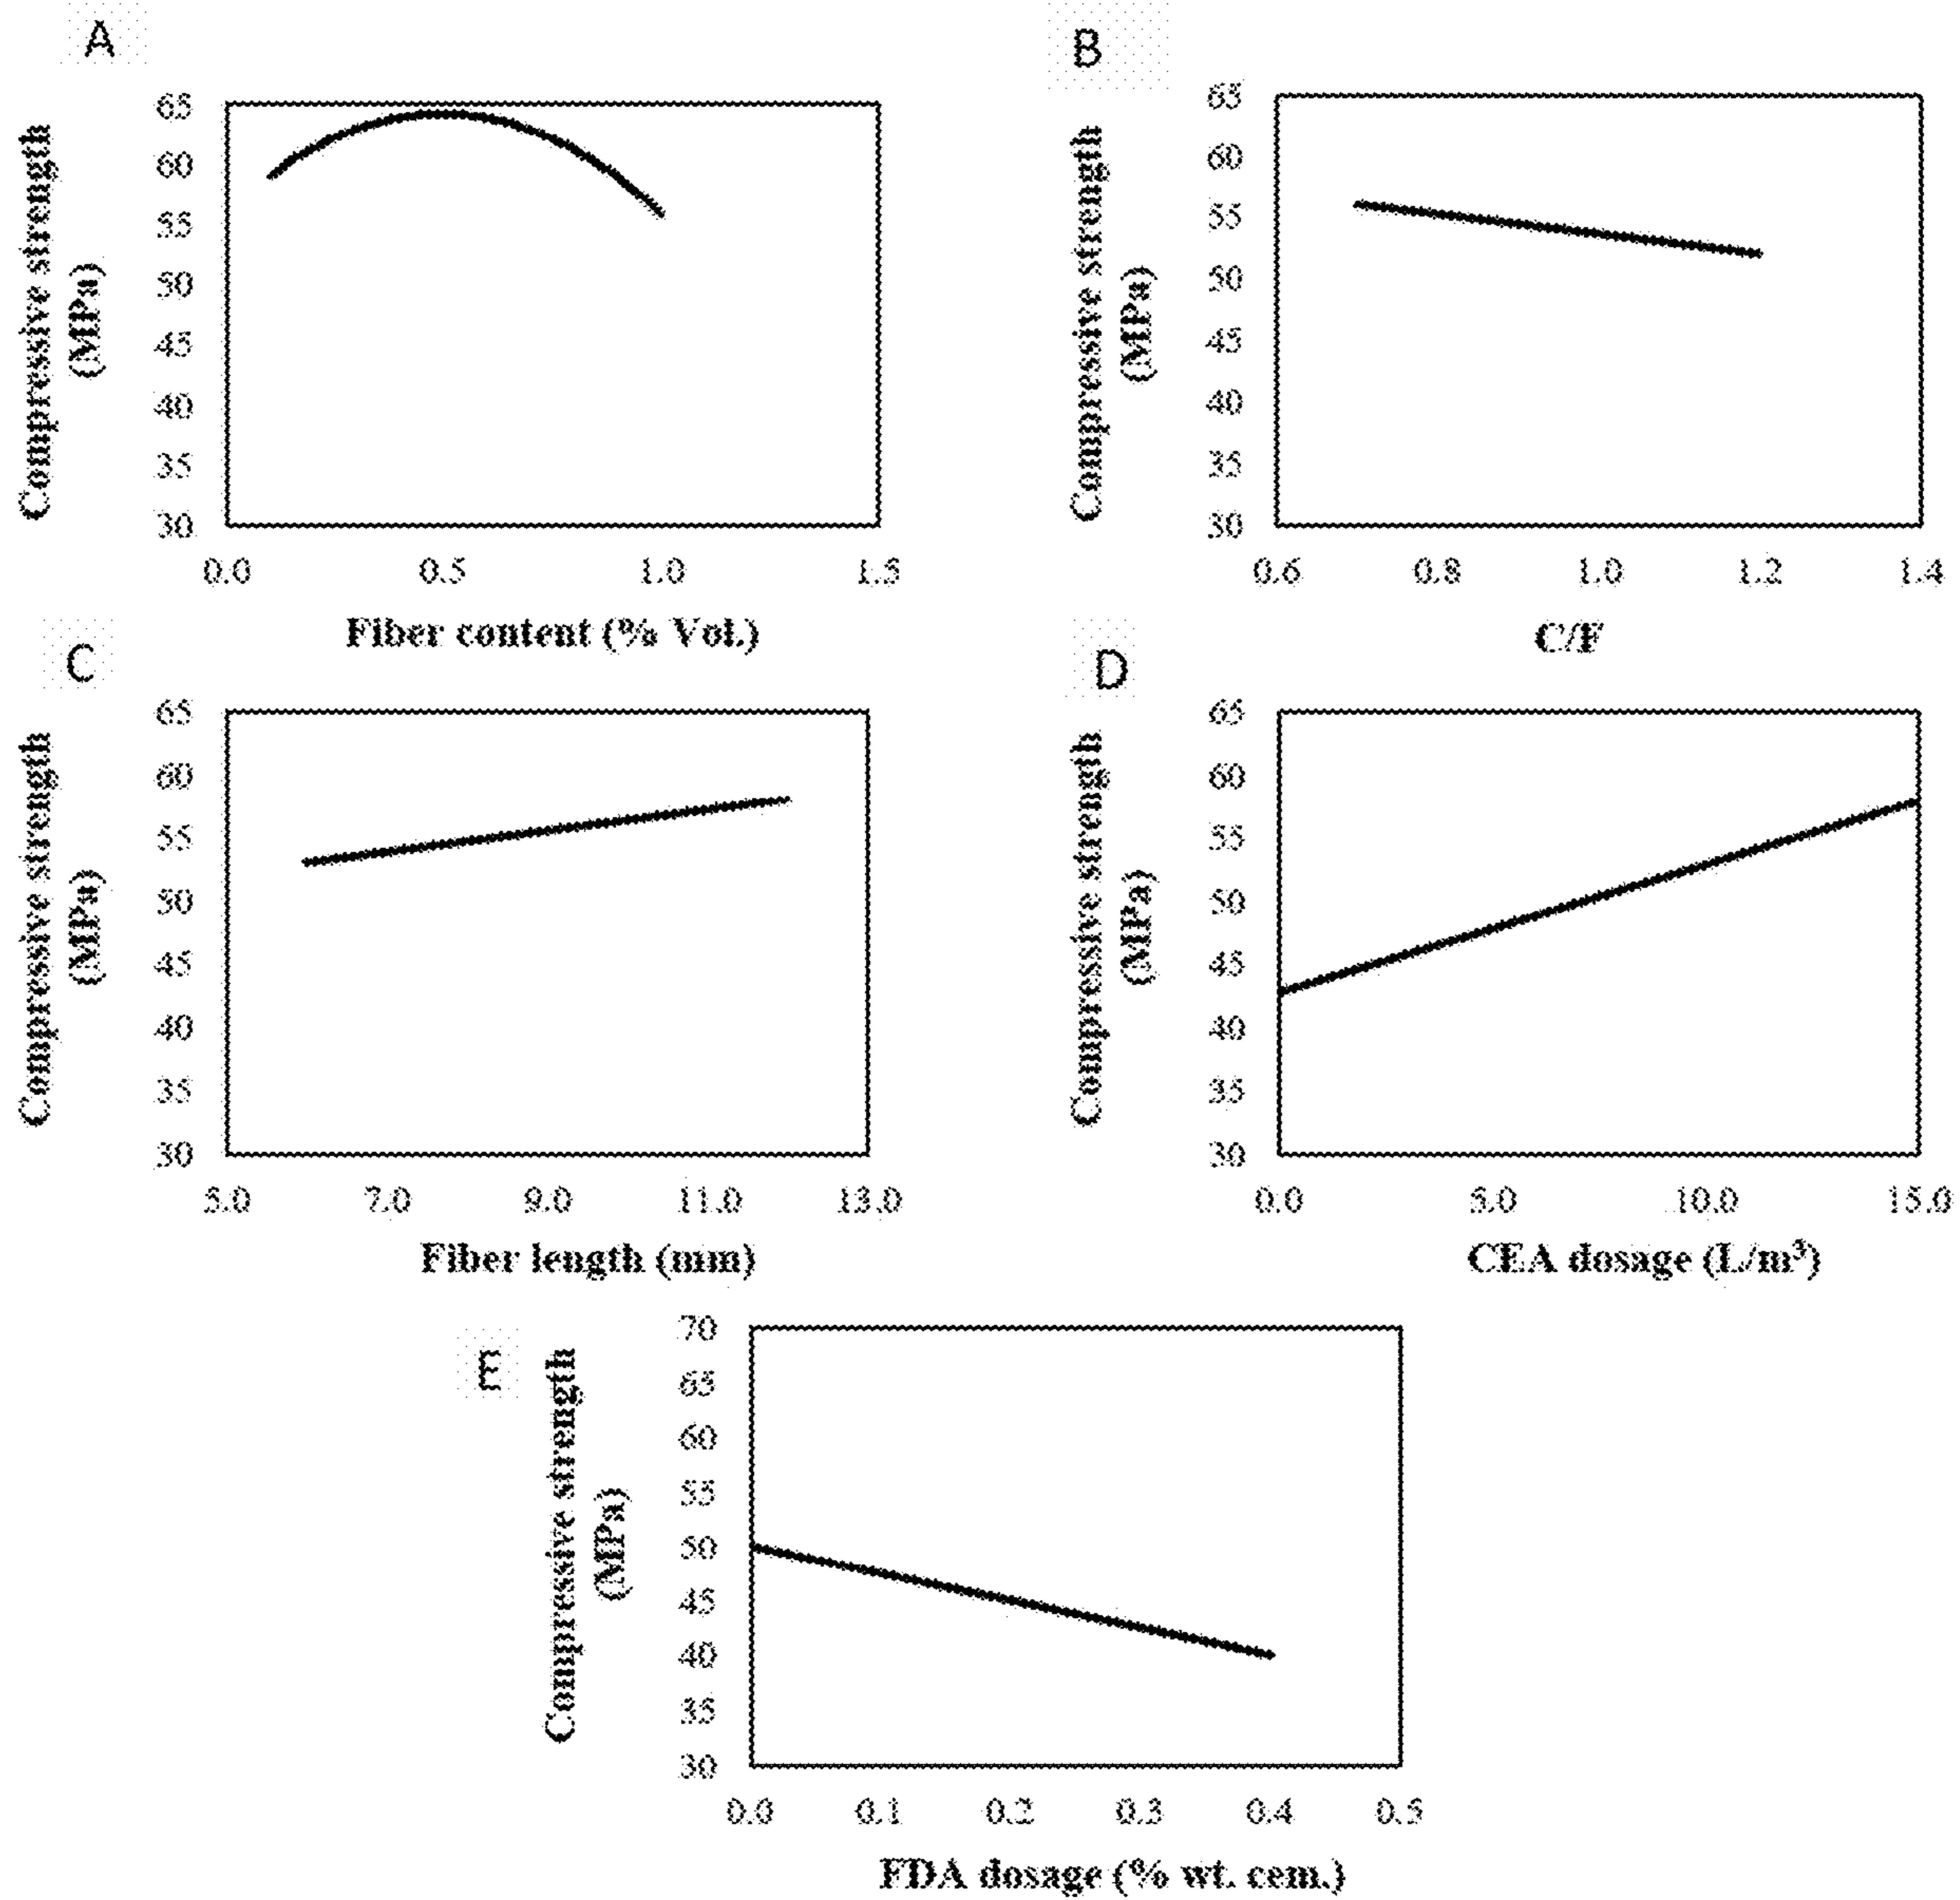 A
Compressive strength
(MPa)
65
60
55
50
45
40
35
30
0.0 0.5 1.0 1.5
Fiber content (% Vol.)
B
Compressive strength
(MPa)
65
60
55
50
45
40
35
30
0.6 0.8 1.0 1.2 1.4
C/F
C
Compressive strength
(MPa)
65
60
55
50
45
40
35
30
5.0 7.0 9.0 11.0 13.0
Fiber length (mm)
D
Compressive strength
(MPa)
65
60
55
50
45
40
35
30
0.0 5.0 10.0 15.0
CEA dosage (L/m³)
E
Compressive strength
(MPa)
70
65
60
55
50
45
40
35
30
0.0 0.1 0.2 0.3 0.4 0.5
FDA dosage (% wt. cem.)